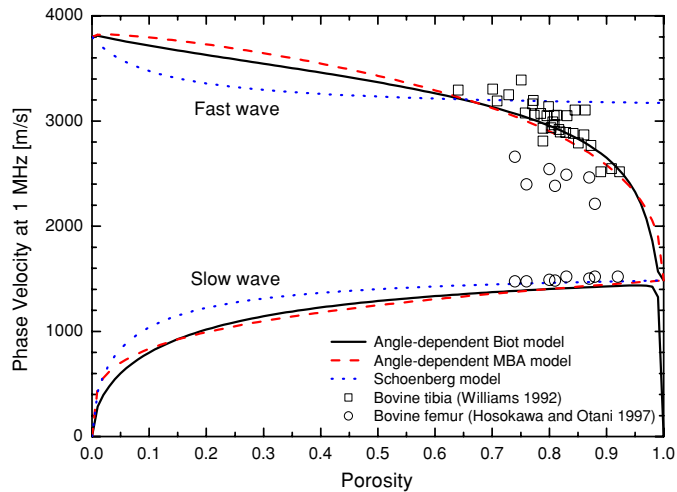 4000
3000
2000
1000
0
Phase Velocity at 1 MHz [m/s]
Fast wave
Slow wave
Angle-dependent Biot model
Angle-dependent MBA model
Schoenberg model
Bovine tibia (Williams 1992)
Bovine femur (Hosokawa and Otani 1997)
0.0 0.1 0.2 0.3 0.4 0.5 0.6 0.7 0.8 0.9 1.0
Porosity